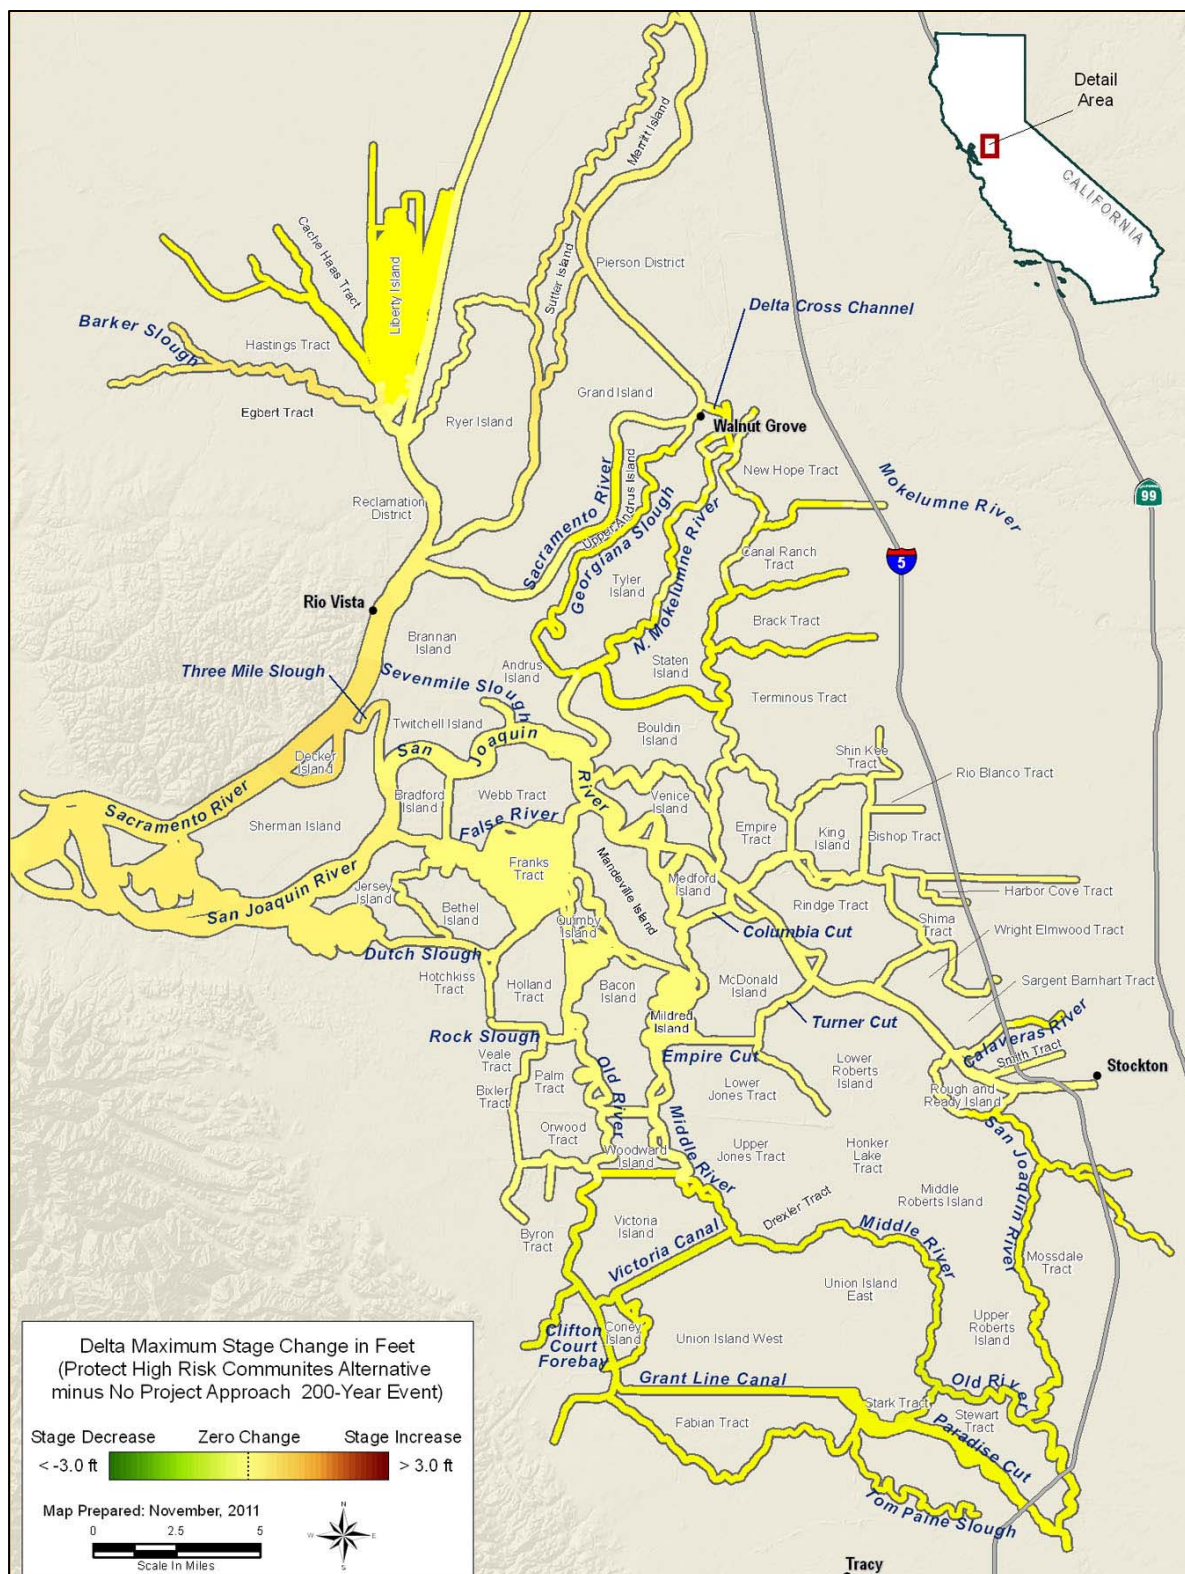 Detail
Area
CALIFORNIA
Merritt Island
Cache Haas Tract
Pierson District
Sutter Island
Liberty Island
Delta Cross Channel
Barker Slough
Hastings Tract
Egbert Tract
Grand Island
Ryer Island
Walnut Grove
New Hope Tract
Mokelumne River
99
Reclamation
District
Sacramento River
Upper Andrus Island
Georgiana Slough
N. Mokelumne River
Canal Ranch
Tract
5
Tyler
Island
Rio Vista
Brack Tract
Brannan
Island
Andrus
Island
Staten
Island
Three Mile Slough
Sevenmile Slough
Terminous Tract
Twitchell Island
Bouldin
Island
San Joaquin River
Shin Kee
Tract
Decker
Island
Rio Blanco Tract
Bradford
Island
Webb Tract
Venice
Island
Sacramento River
Sherman Island
False River
Empire
Tract
King
Island
Bishop Tract
Franks
Tract
Mandeville Island
Medford
Island
Jersey
Island
Harbor Cove Tract
San Joaquin River
Bethel
Island
Quimby
Island
Rindge Tract
Shima
Tract
Columbia Cut
Wright Elmwood Tract
Dutch Slough
Hotchkiss
Tract
Holland
Tract
Bacon
Island
McDonald
Island
Sargent Barnhart Tract
Mildred
Island
Turner Cut
Rock Slough
Calaveras River
Veale
Tract
Empire Cut
Smith Tract
Old River
Lower
Roberts
Island
Stockton
Palm
Tract
Bixler
Tract
Lower
Jones Tract
Rough and
Ready Island
Orwood
Tract
Middle River
San Joaquin River
Woodward
Island
Upper
Jones Tract
Honker
Lake
Tract
Middle
Roberts Island
Drexler Tract
Byron
Tract
Victoria
Island
Victoria Canal
Middle River
Mossdale
Tract
Union Island
East
Clifton
Court
Forebay
Coney
Island
Union Island West
Upper
Roberts
Island
Grant Line Canal
Old River
Stark Tract
Stewart
Tract
Fabian Tract
Paradise Cut
Tom Paine Slough
Tracy
Delta Maximum Stage Change in Feet
(Protect High Risk Communites Alternative
minus No Project Approach 200-Year Event)
Stage Decrease Zero Change Stage Increase
< -3.0 ft > 3.0 ft
Map Prepared: November, 2011
0 2.5 5
Scale In Miles
N
W E
S